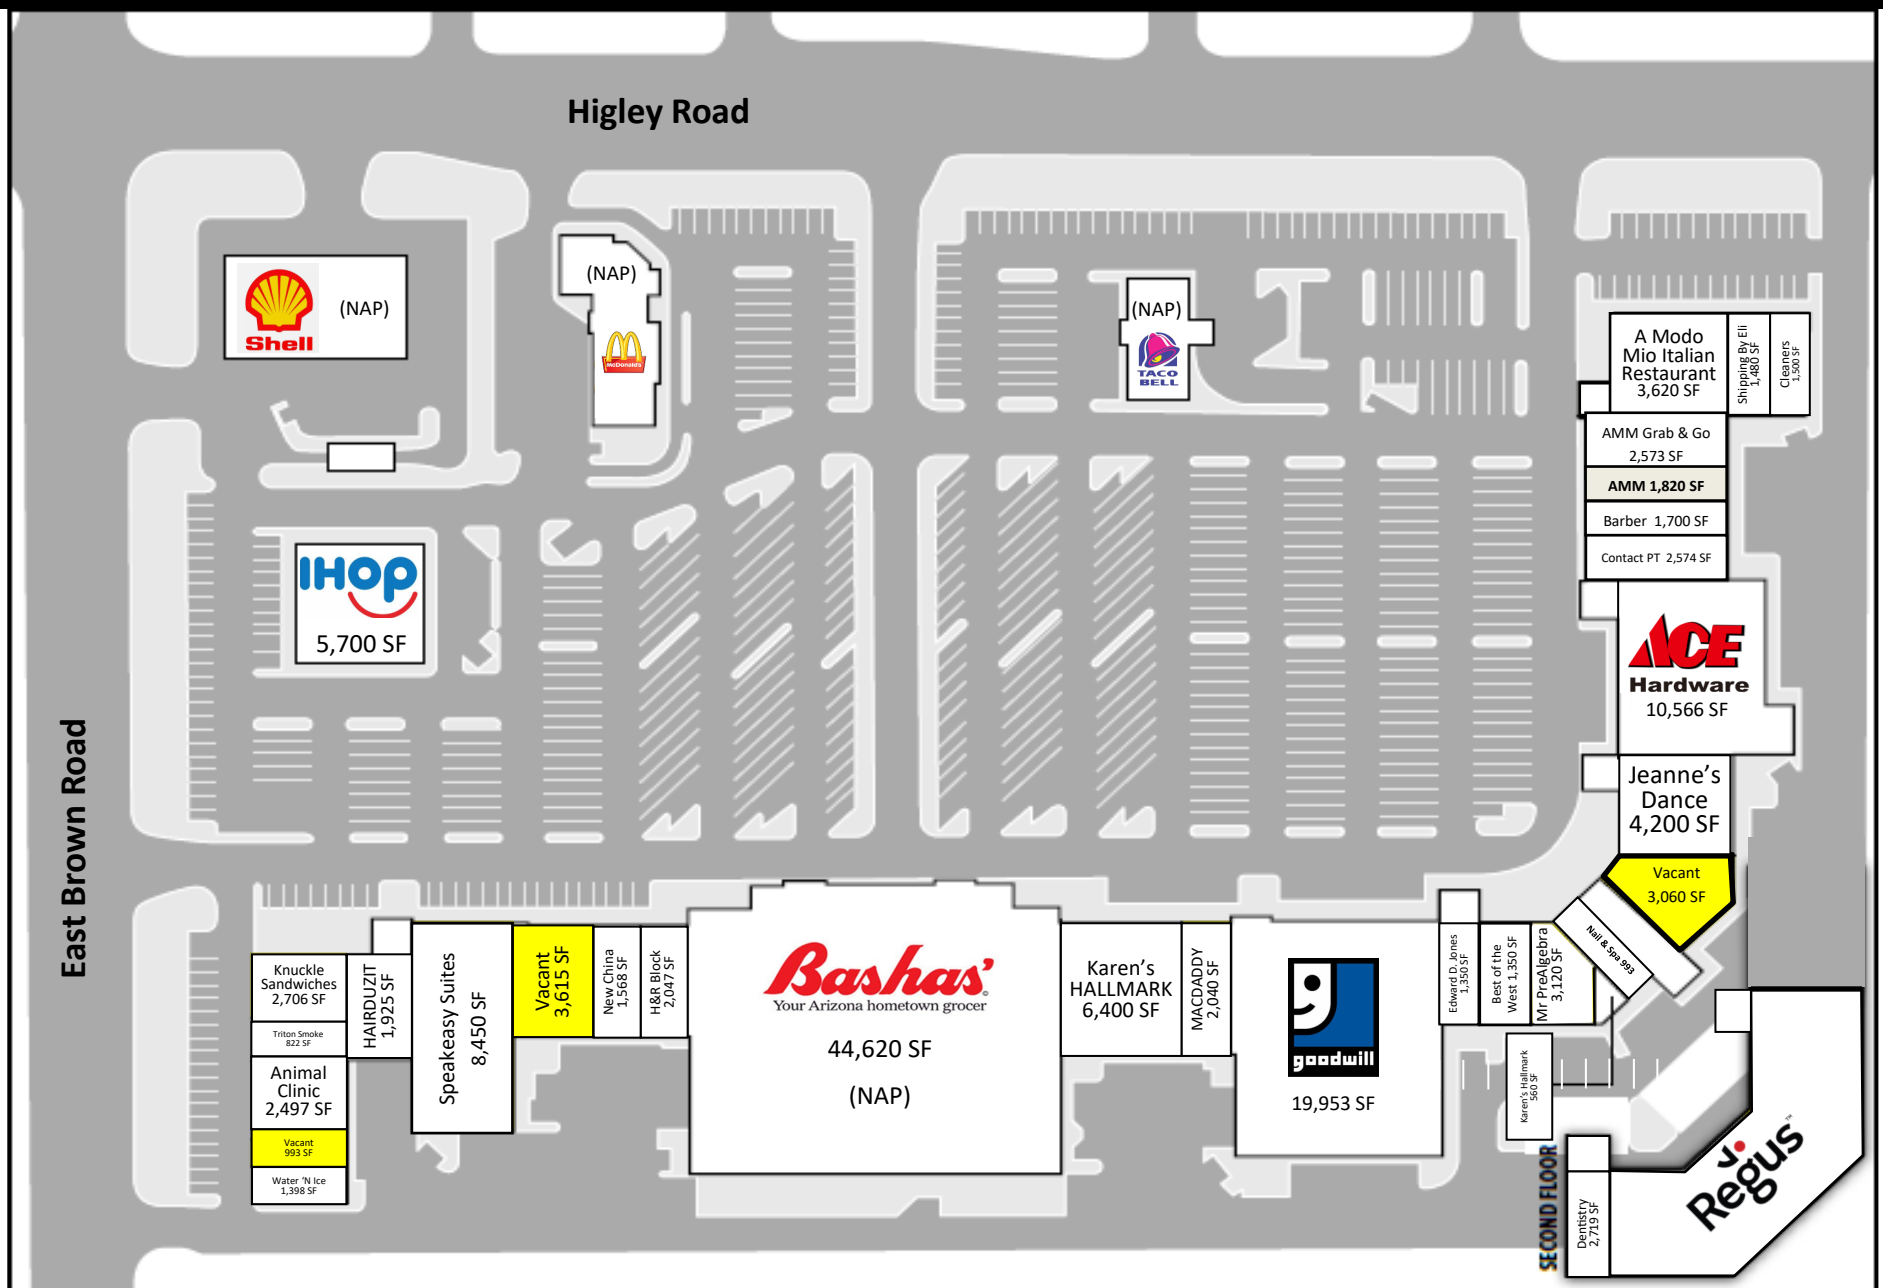 Higley Road
East Brown Road
Shell
(NAP)
(NAP)
McDonald's
(NAP)
TACO
BELL
IHOP
5,700 SF
A Modo
Mio Italian
Restaurant
3,620 SF
Shipping By Eli
1,480 SF
Cleaners
1,500 SF
AMM Grab & Go
2,573 SF
AMM 1,820 SF
Barber 1,700 SF
Contact PT 2,574 SF
ACE
Hardware
10,566 SF
Jeanne's
Dance
4,200 SF
Vacant
3,060 SF
Nail & Spa 993
Knuckle
Sandwiches
2,706 SF
Triton Smoke
822 SF
Animal
Clinic
2,497 SF
Vacant
993 SF
Water 'N Ice
1,398 SF
HAIRDUZIT
1,925 SF
Speakeasy Suites
8,450 SF
Vacant
3,615 SF
New China
1,568 SF
H&R Block
2,047 SF
Bashas'
Your Arizona hometown grocer
44,620 SF
(NAP)
Karen's
HALLMARK
6,400 SF
MACDADDY
2,040 SF
goodwill
19,953 SF
Edward D. Jones
1,350 SF
Best of the
West 1,350 SF
Mr PreAlgebra
3,120 SF
Karen's Hallmark
560 SF
SECOND FLOOR
Dentistry
2,719 SF
Regus™